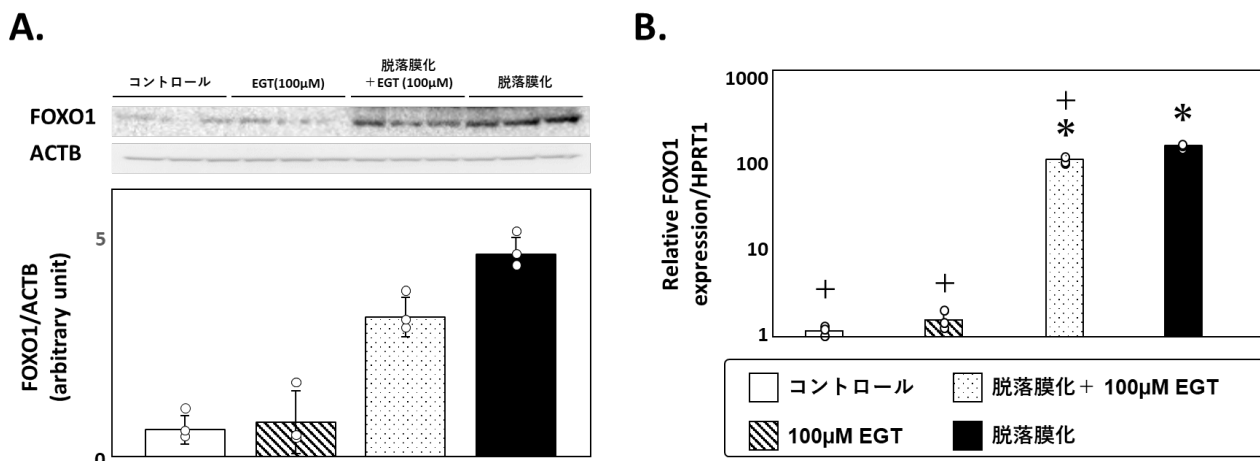 A.
コントロール
EGT(100μM)
脱落膜化
+EGT (100μM)
脱落膜化
FOXO1
ACTB
FOXO1/ACTB
(arbitrary unit)
5
0
B.
Relative FOXO1
expression/HPRT1
1000
100
10
1
+
+
+
*
*
コントロール
脱落膜化+ 100μM EGT
100μM EGT
脱落膜化